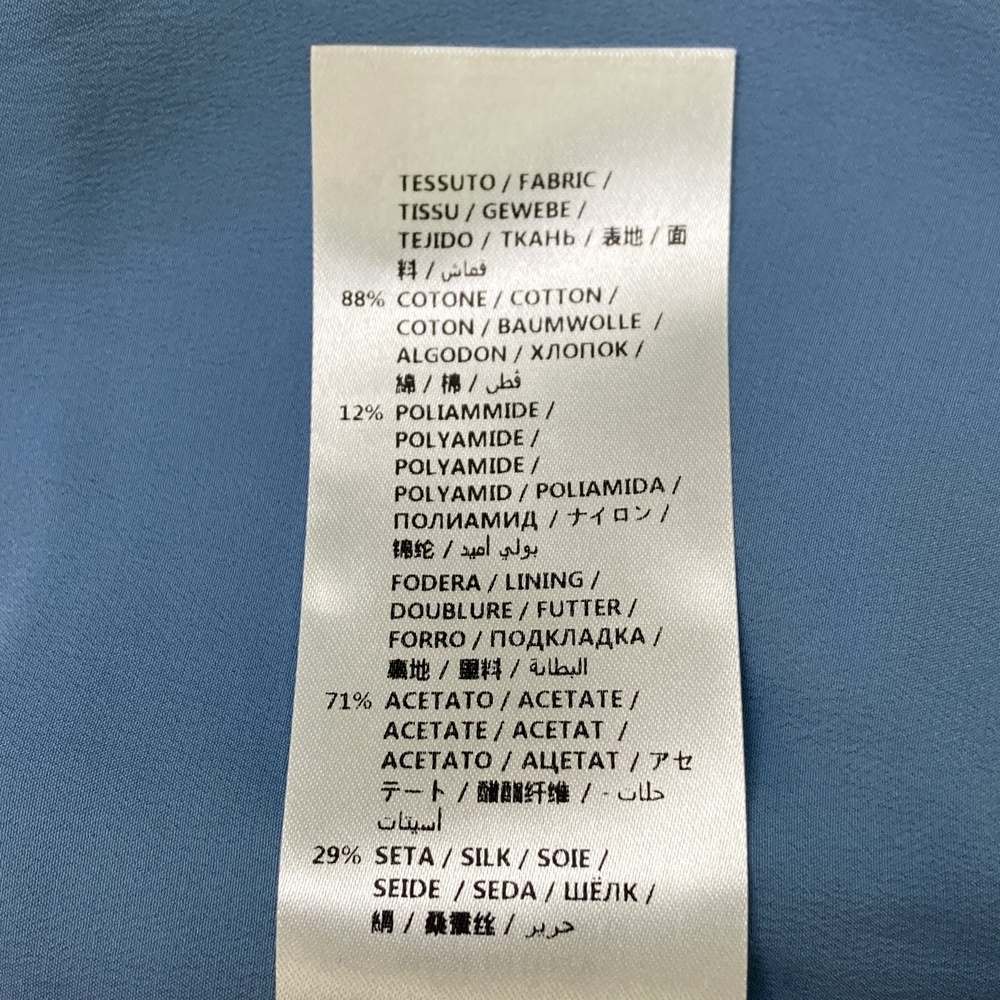 TESSUTO / FABRIC /
TISSU / GEWEBE /
TEJIDO / ТКАНЬ / 表地 / 面
料 / قماش
88% COTONE / COTTON /
COTON / BAUMWOLLE /
ALGODON / ХЛОПОК /
綿 / 棉 / قطن
12% POLIAMMIDE /
POLYAMIDE /
POLYAMIDE /
POLYAMID / POLIAMIDA /
ПОЛИАМИД / ナイロン /
锦纶 / بولي أميد
FODERA / LINING /
DOUBLURE / FUTTER /
FORRO / ПОДКЛАДКА /
裏地 / 里料 / البطانة
71% ACETATO / ACETATE /
ACETATE / ACETAT /
ACETATO / АЦЕТАТ / アセ
テート / 醋酯纤维 / - خلات
أسيتات
29% SETA / SILK / SOIE /
SEIDE / SEDA / ШЁЛК /
絹 / 桑蚕丝 / حرير